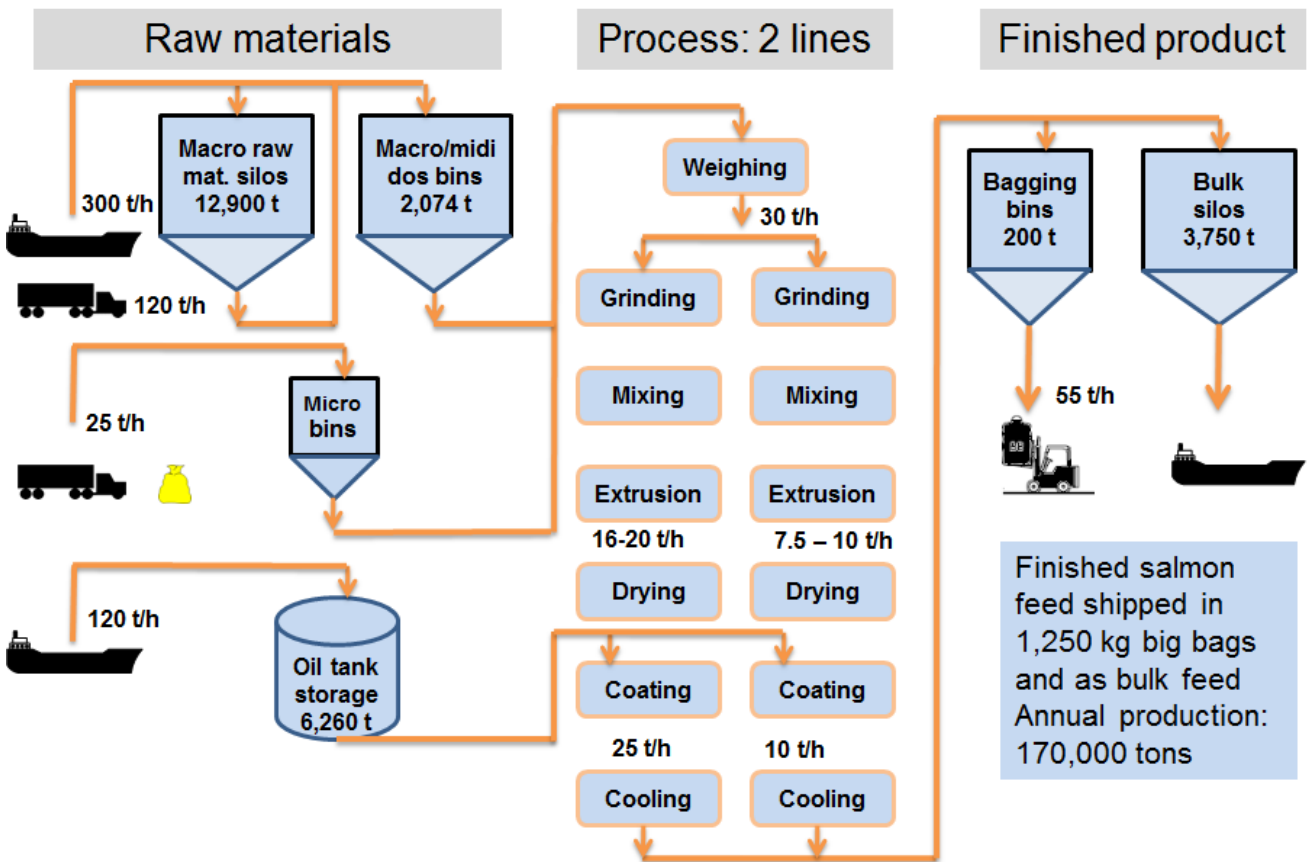 Raw materials
Process: 2 lines
Finished product
Macro raw
mat. silos
12,900 t
Macro/midi
dos bins
2,074 t
300 t/h
120 t/h
25 t/h
Micro
bins
120 t/h
Oil tank
storage
6,260 t
Weighing
30 t/h
Grinding
Grinding
Mixing
Mixing
Extrusion
Extrusion
16-20 t/h
7.5 – 10 t/h
Drying
Drying
Coating
Coating
25 t/h
10 t/h
Cooling
Cooling
Bagging
bins
200 t
Bulk
silos
3,750 t
55 t/h
Finished salmon
feed shipped in
1,250 kg big bags
and as bulk feed
Annual production:
170,000 tons